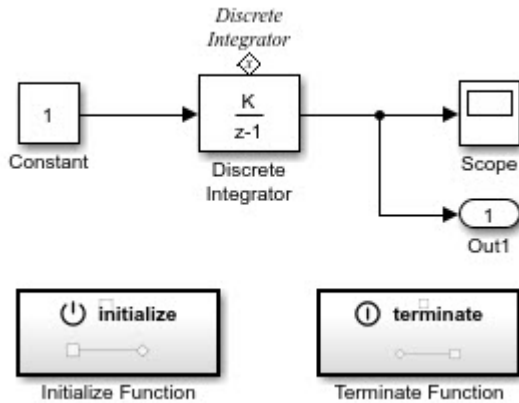 Discrete
Integrator
x
1
K
z-1
Constant
Discrete
Integrator
Scope
1
Out1
initialize
terminate
Initialize Function
Terminate Function